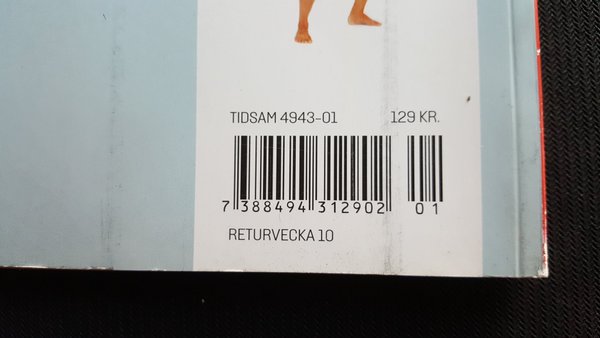 TIDSAM 4943-01 129 KR.
7 388494 312902 01
RETURVECKA 10